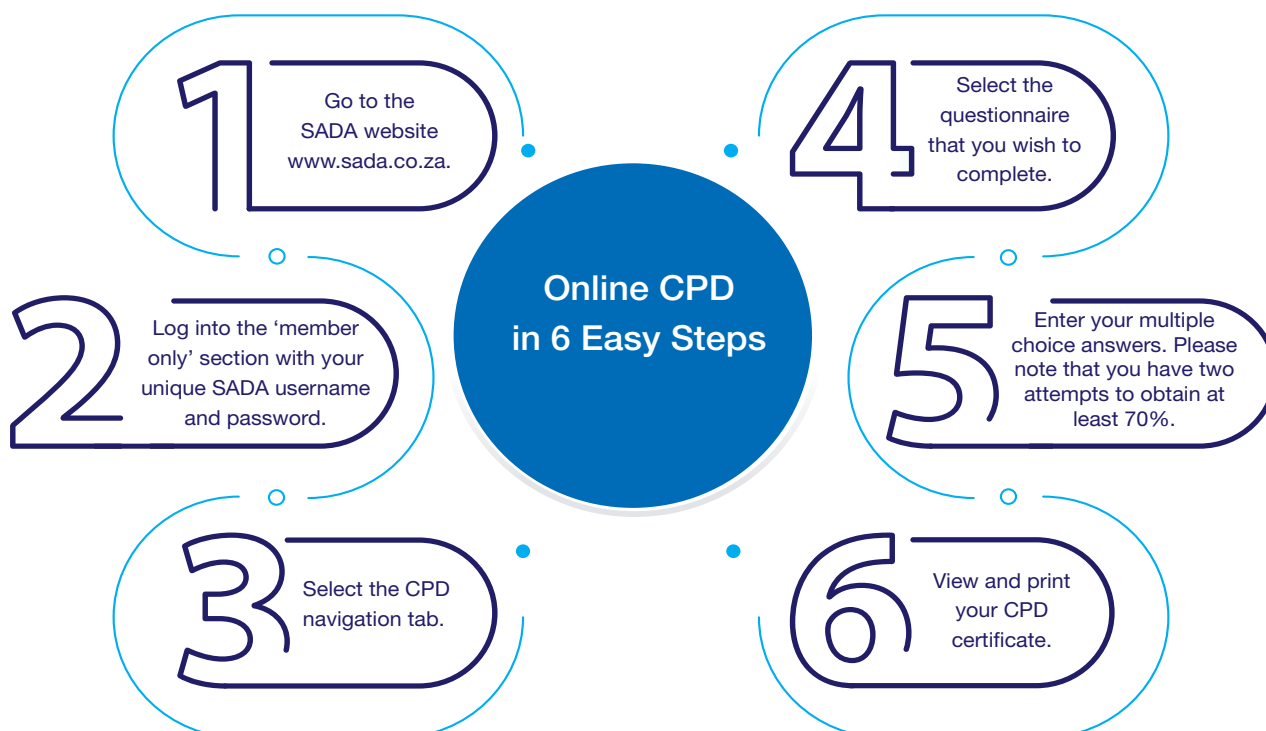 Online CPD
in 6 Easy Steps
1
Go to the
SADA website
www.sada.co.za.
2
Log into the ‘member
only’ section with your
unique SADA username
and password.
3
Select the CPD
navigation tab.
4
Select the
questionnaire
that you wish to
complete.
5
Enter your multiple
choice answers. Please
note that you have two
attempts to obtain at
least 70%.
6
View and print
your CPD
certificate.